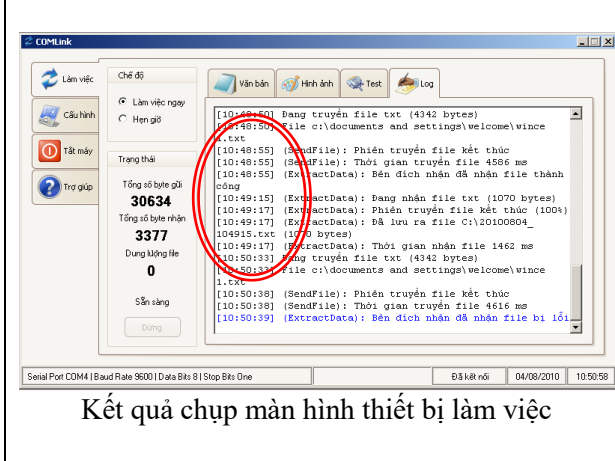 COMLink
Làm việc
Cấu hình
Tắt máy
Trợ giúp
Chế độ
Làm việc ngay
Hẹn giờ
Trạng thái
Tổng số byte gửi
30634
Tổng số byte nhận
3377
Dung lượng file
0
Sẵn sàng
Dừng
Văn bản
Hình ảnh
Test
Log
[10:48:50] Đang truyền file txt (4342 bytes)
[10:48:50] File c:\documents and settings\welcome\wince
1.txt
[10:48:55] (SendFile): Phiên truyền file kết thúc
[10:48:55] (SendFile): Thời gian truyền file 4586 ms
[10:48:55] (ExtractData): Bên đích nhận đã nhận file thành
công
[10:49:15] (ExtractData): Đang nhận file txt (1070 bytes)
[10:49:17] (ExtractData): Phiên truyền file kết thúc (100%)
[10:49:17] (ExtractData): Đã lưu ra file C:\20100804_
104915.txt (1070 bytes)
[10:49:17] (ExtractData): Thời gian nhận file 1462 ms
[10:50:33] Đang truyền file txt (4342 bytes)
[10:50:33] File c:\documents and settings\welcome\wince
1.txt
[10:50:38] (SendFile): Phiên truyền file kết thúc
[10:50:38] (SendFile): Thời gian truyền file 4616 ms
[10:50:39] (ExtractData): Bên đích nhận đã nhận file bị lỗi
Serial Port COM4 | Baud Rate 9600 | Data Bits 8 | Stop Bits One
Đã kết nối
04/08/2010
10:50:58
Kết quả chụp màn hình thiết bị làm việc